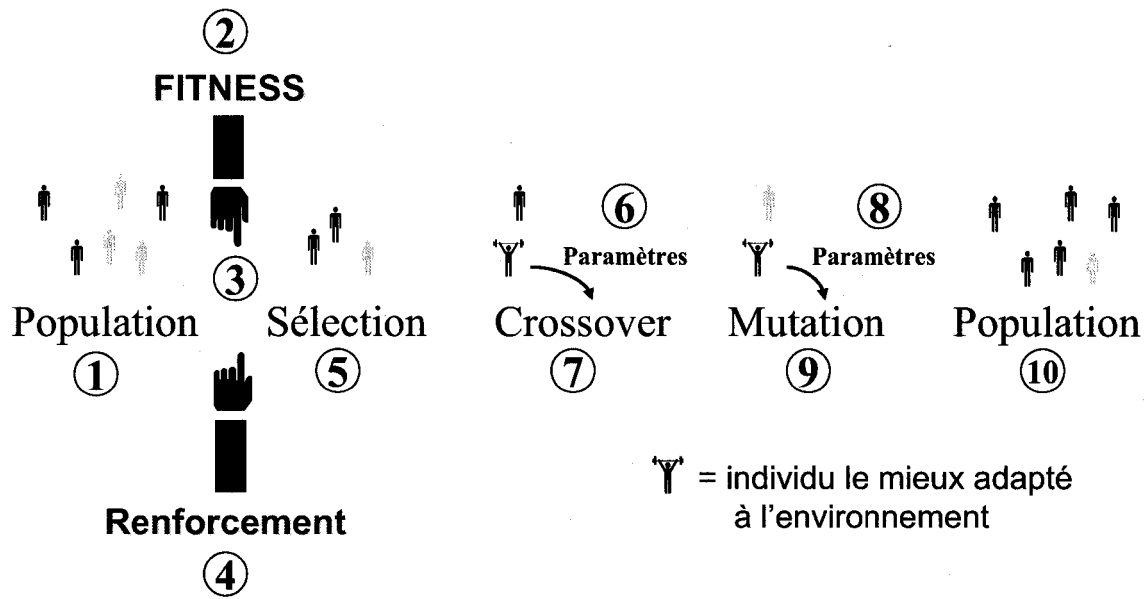 ②
FITNESS
③
⑥
Paramètres
⑧
Paramètres
Population
Sélection
Crossover
Mutation
Population
①
⑤
⑦
⑨
⑩
= individu le mieux adapté
à l'environnement
Renforcement
④